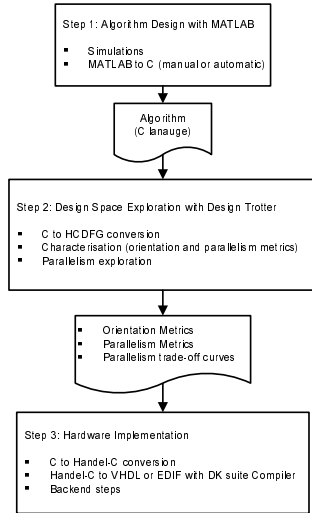 Step 1: Algorithm Design with MATLAB
▪ Simulations
▪ MATLAB to C (manual or automatic)
Algorithm
(C lanauge)
Step 2: Design Space Exploration with Design Trotter
▪ C to HCDFG conversion
▪ Characterisation (orientation and parallelism metrics)
▪ Parallelism exploration
▪ Orientation Metrics
▪ Parallelism Metrics
▪ Parallelism trade-off curves
Step 3: Hardware Implementation
▪ C to Handel-C conversion
▪ Handel-C to VHDL or EDIF with DK suite Compiler
▪ Backend steps